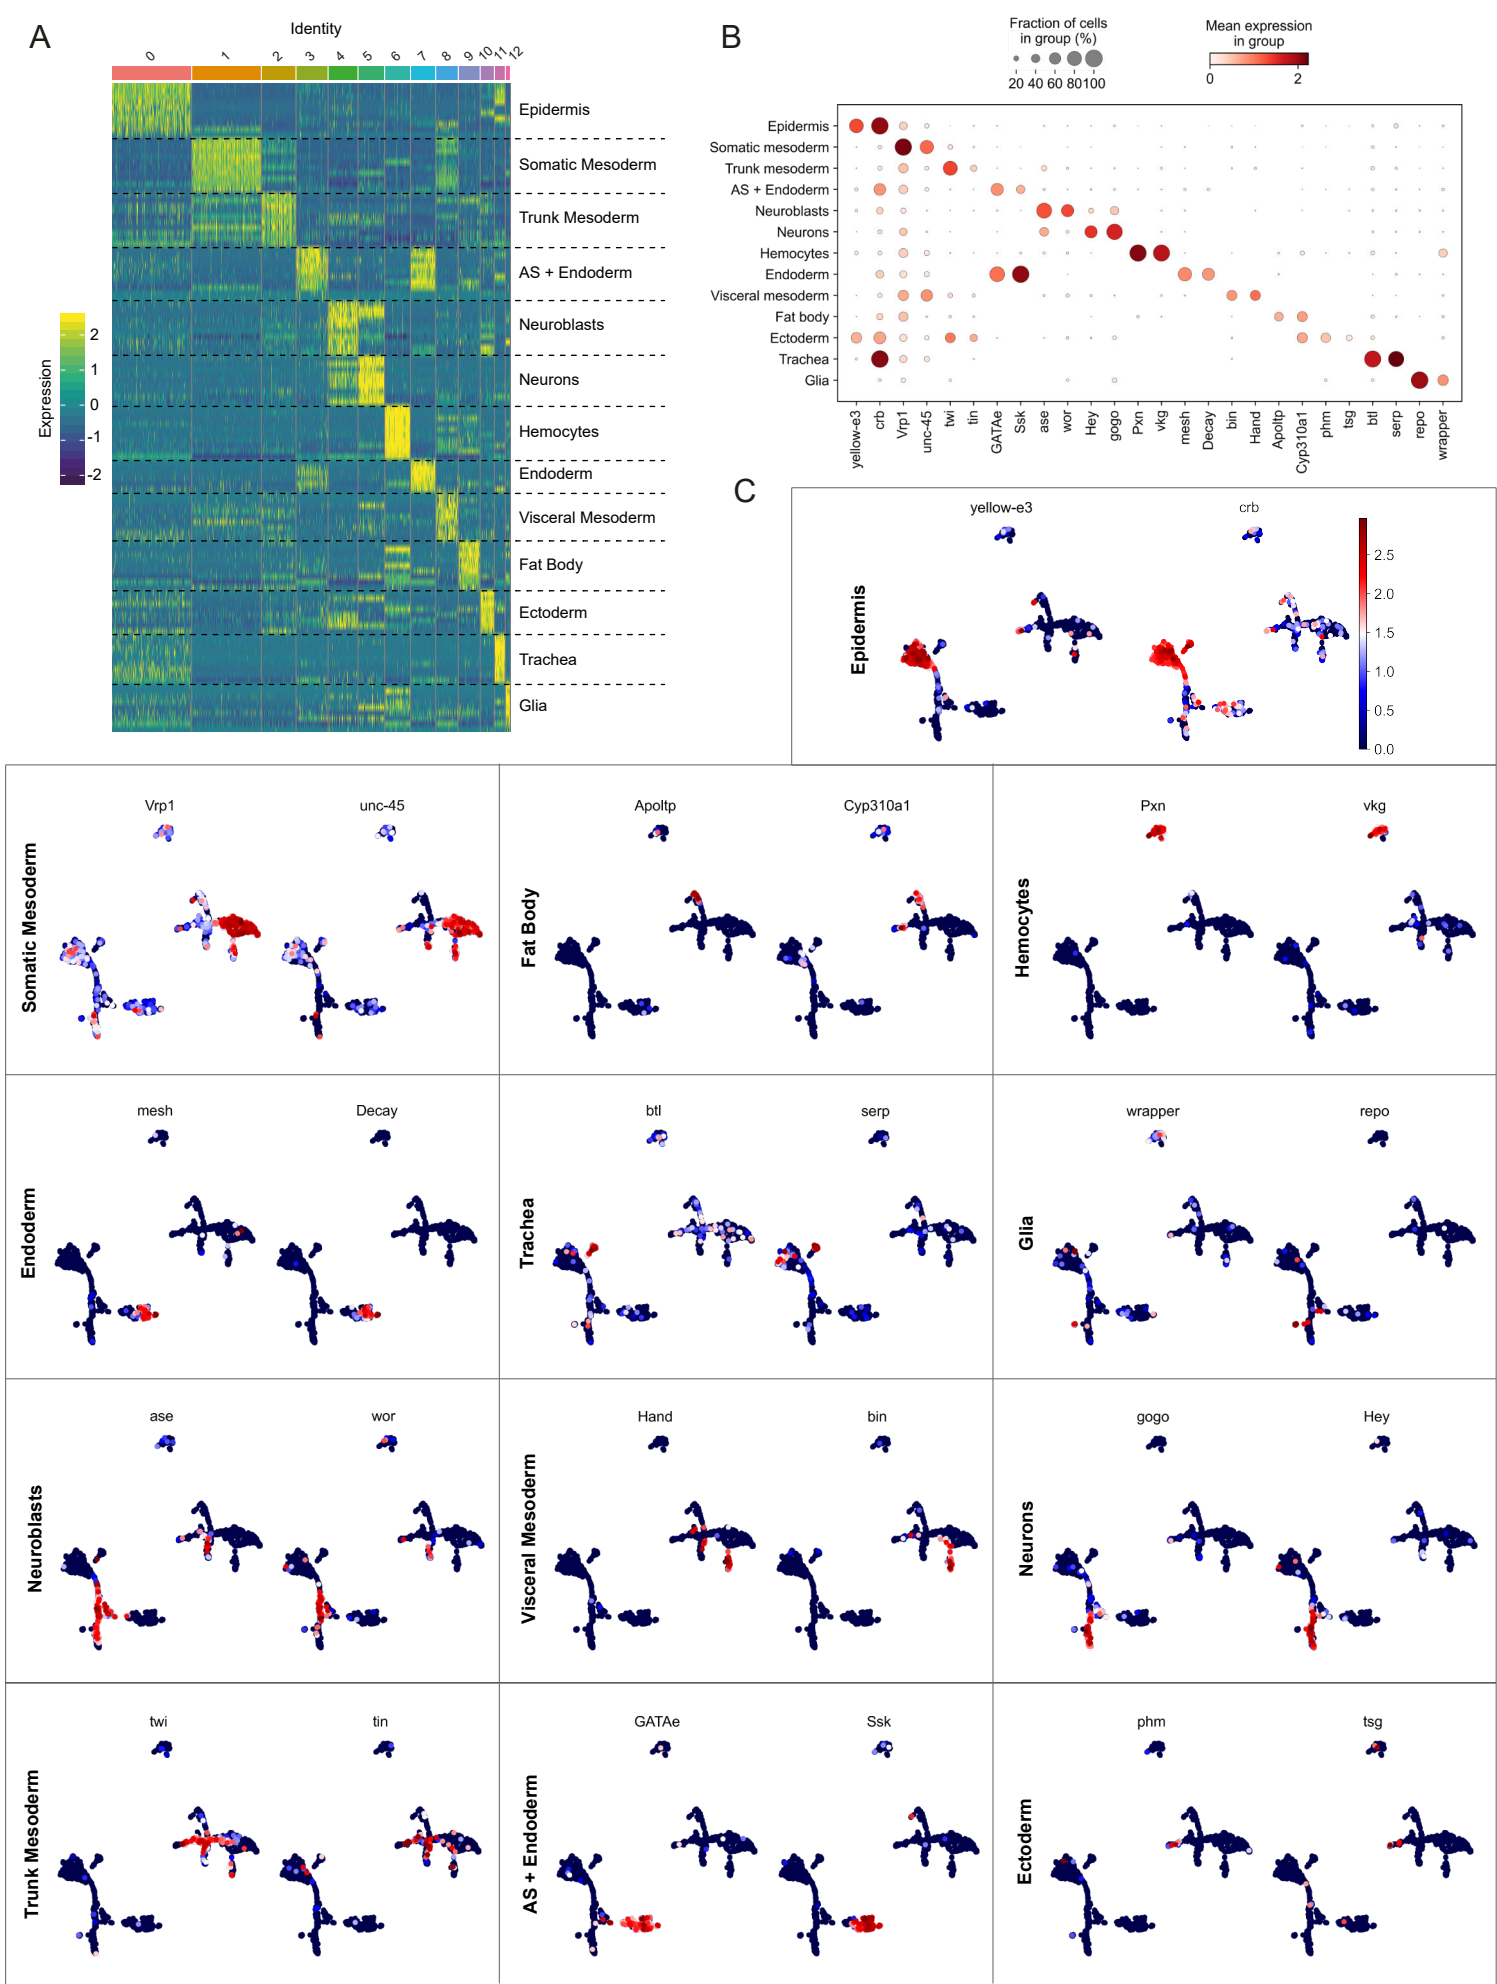 A
Identity
0 1 2 3 4 5 6 7 8 9 10 11 12
Epidermis
Somatic Mesoderm
Trunk Mesoderm
AS + Endoderm
Neuroblasts
Neurons
Hemocytes
Endoderm
Visceral Mesoderm
Fat Body
Ectoderm
Trachea
Glia
Expression
2
1
0
-1
-2
B
Fraction of cells
in group (%)
20 40 60 80 100
Mean expression
in group
0 2
Epidermis
Somatic mesoderm
Trunk mesoderm
AS + Endoderm
Neuroblasts
Neurons
Hemocytes
Endoderm
Visceral mesoderm
Fat body
Ectoderm
Trachea
Glia
yellow-e3
crb
Vrp1
unc-45
twi
tin
GATAe
Ssk
ase
wor
Hey
gogo
Pxn
vkg
mesh
Decay
bin
Hand
Apoltp
Cyp310a1
phm
tsg
btl
serp
repo
wrapper
C
Epidermis
yellow-e3
crb
2.5
2.0
1.5
1.0
0.5
0.0
Somatic Mesoderm
Vrp1
unc-45
Fat Body
Apoltp
Cyp310a1
Hemocytes
Pxn
vkg
Endoderm
mesh
Decay
Trachea
btl
serp
Glia
wrapper
repo
Neuroblasts
ase
wor
Visceral Mesoderm
Hand
bin
Neurons
gogo
Hey
Trunk Mesoderm
twi
tin
AS + Endoderm
GATAe
Ssk
Ectoderm
phm
tsg